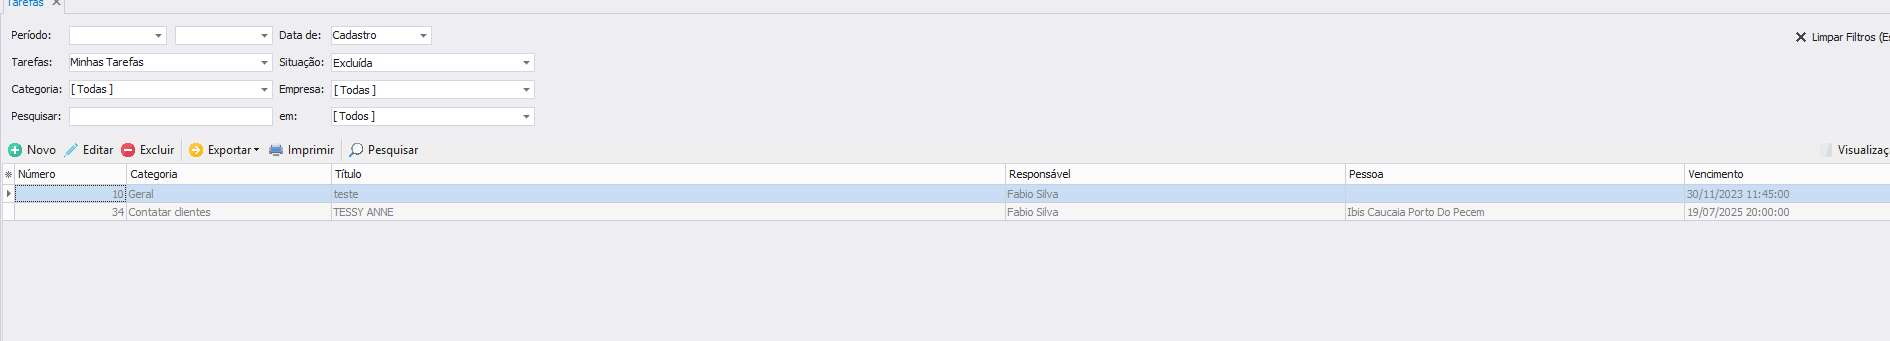 Tarefas
Período: Data de: Cadastro
Limpar Filtros (Es
Tarefas: Minhas Tarefas Situação: Excluída
Categoria: [ Todas ] Empresa: [ Todas ]
Pesquisar: em: [ Todos ]
Novo Editar Excluir Exportar Imprimir Pesquisar Visualizaç
Número Categoria Título Responsável Pessoa Vencimento
10 Geral teste Fabio Silva 30/11/2023 11:45:00
34 Contatar clientes TESSY ANNE Fabio Silva Ibis Caucaia Porto Do Pecem 19/07/2025 20:00:00